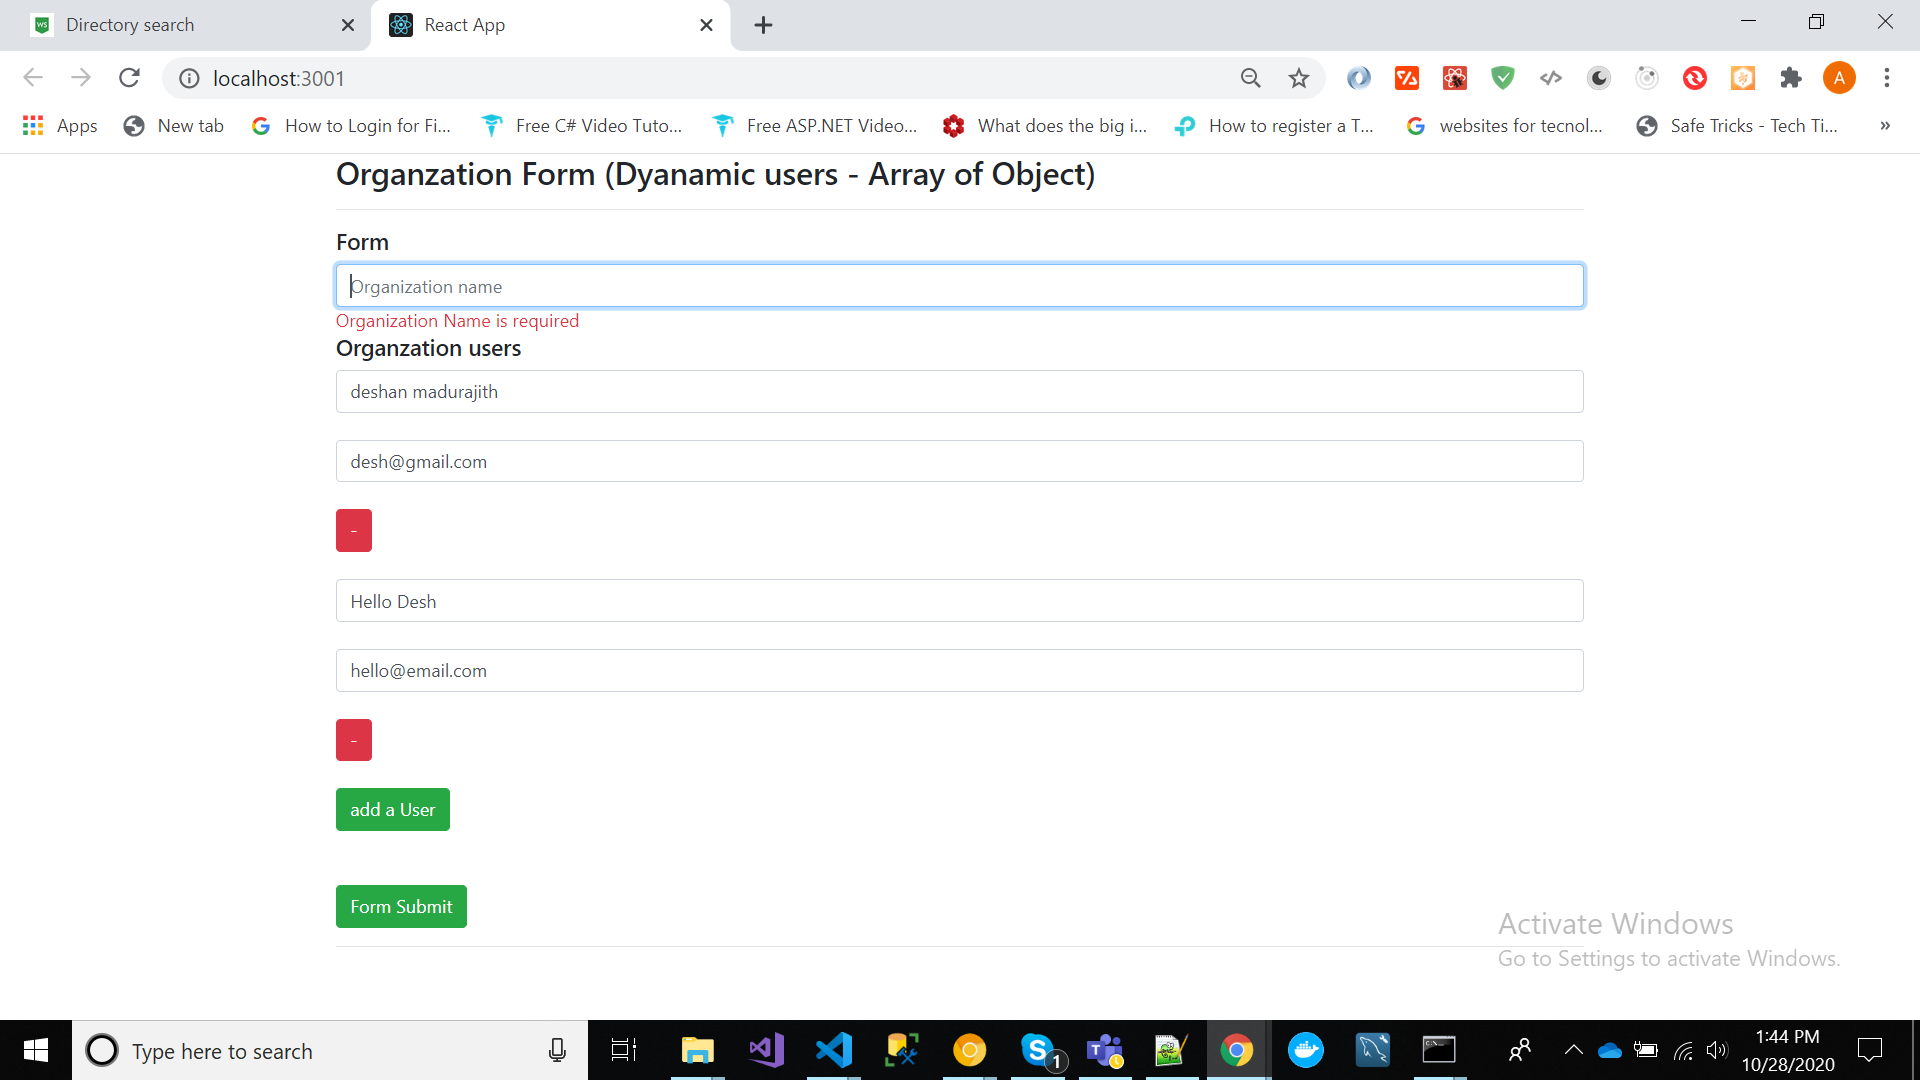 Directory search
React App
localhost:3001
A
Apps
New tab
How to Login for Fi...
Free C# Video Tuto...
Free ASP.NET Video...
What does the big i...
How to register a T...
websites for tecnol...
Safe Tricks - Tech Ti...
»
Organzation Form (Dyanamic users - Array of Object)
Form
Organization name
Organization Name is required
Organzation users
deshan madurajith
desh@gmail.com
-
Hello Desh
hello@email.com
-
add a User
Form Submit
Activate Windows
Go to Settings to activate Windows.
Type here to search
1
1:44 PM
10/28/2020